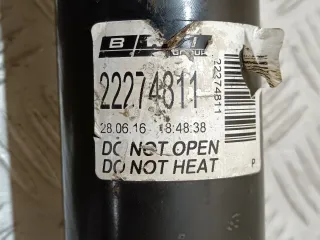 22274811
28.06.16 18:48:38
DO NOT OPEN
DO NOT HEAT
P
22274811